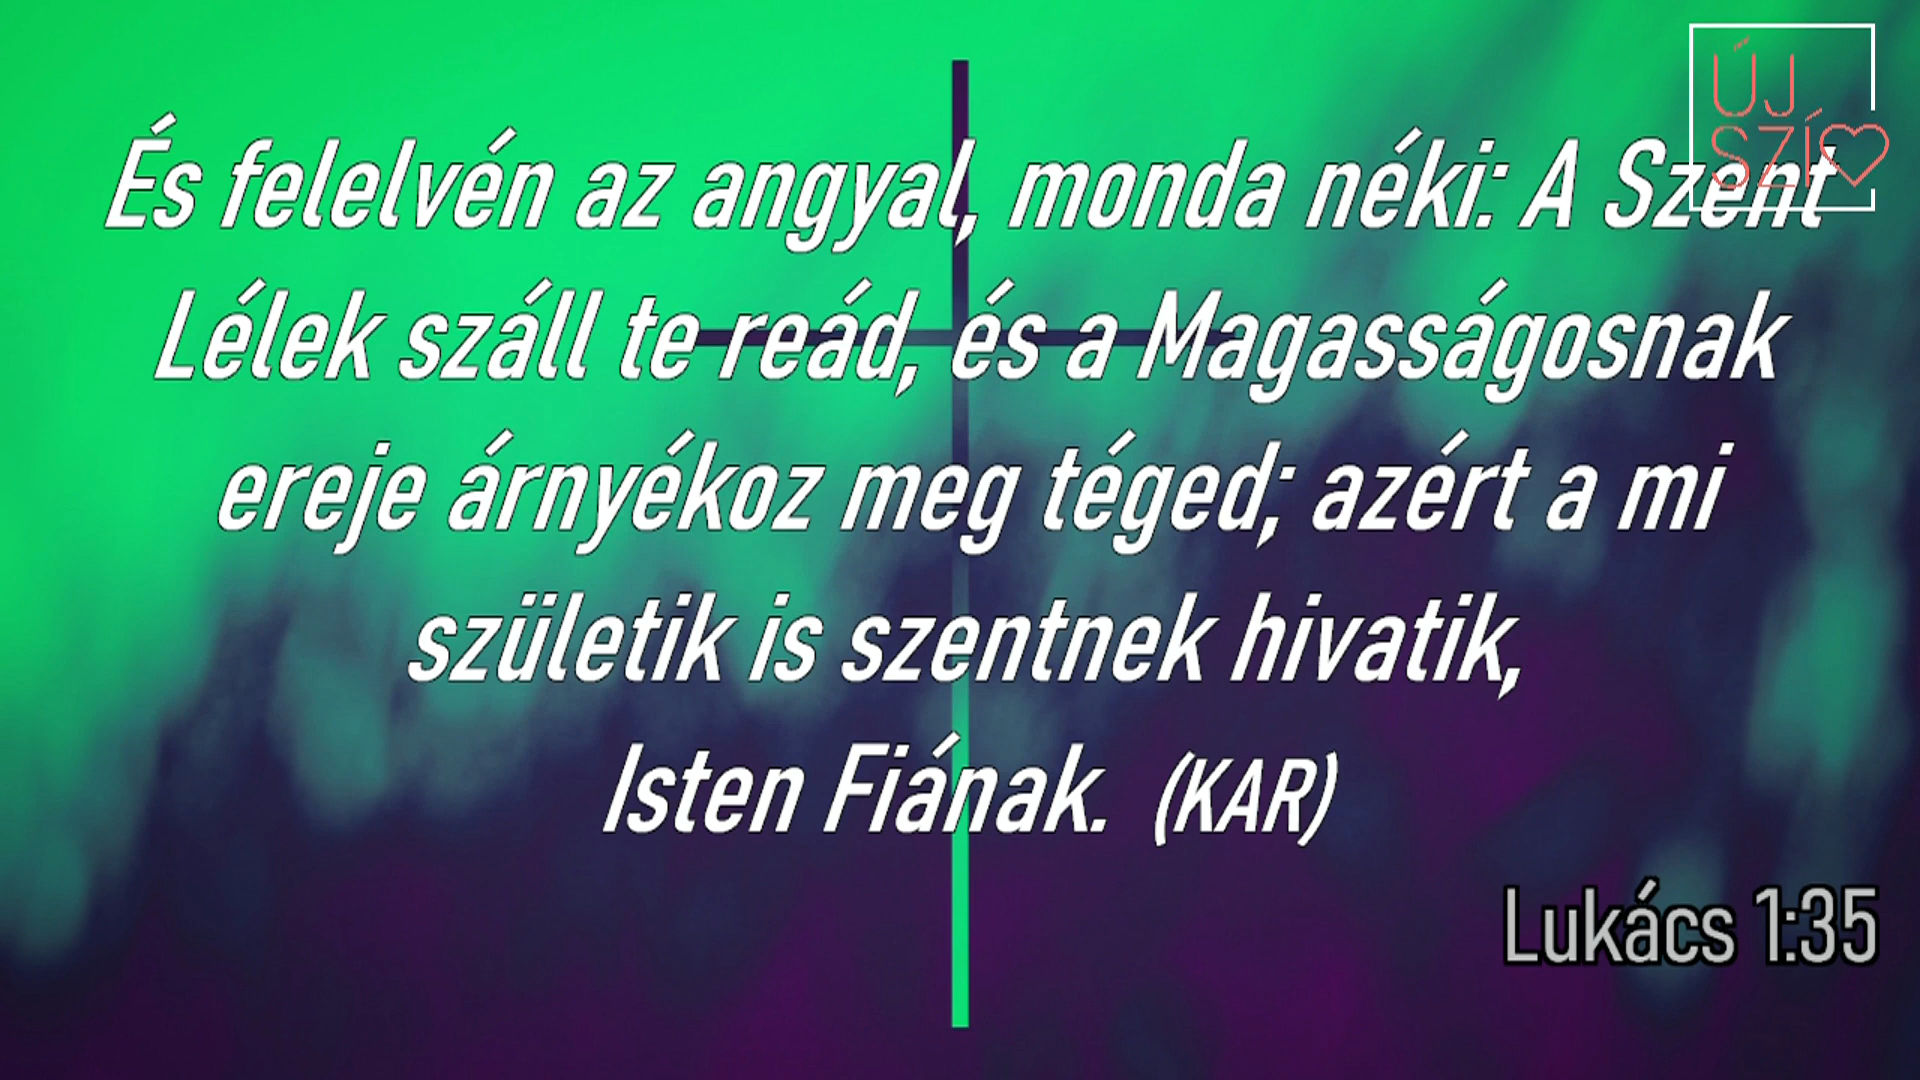 ÚJ
SZÍ
És felelvén az angyal, monda néki: A Szent
Lélek száll te reád, és a Magasságosnak
ereje árnyékoz meg téged; azért a mi
születik is szentnek hivatik,
Isten Fiának. (KAR)
Lukács 1:35